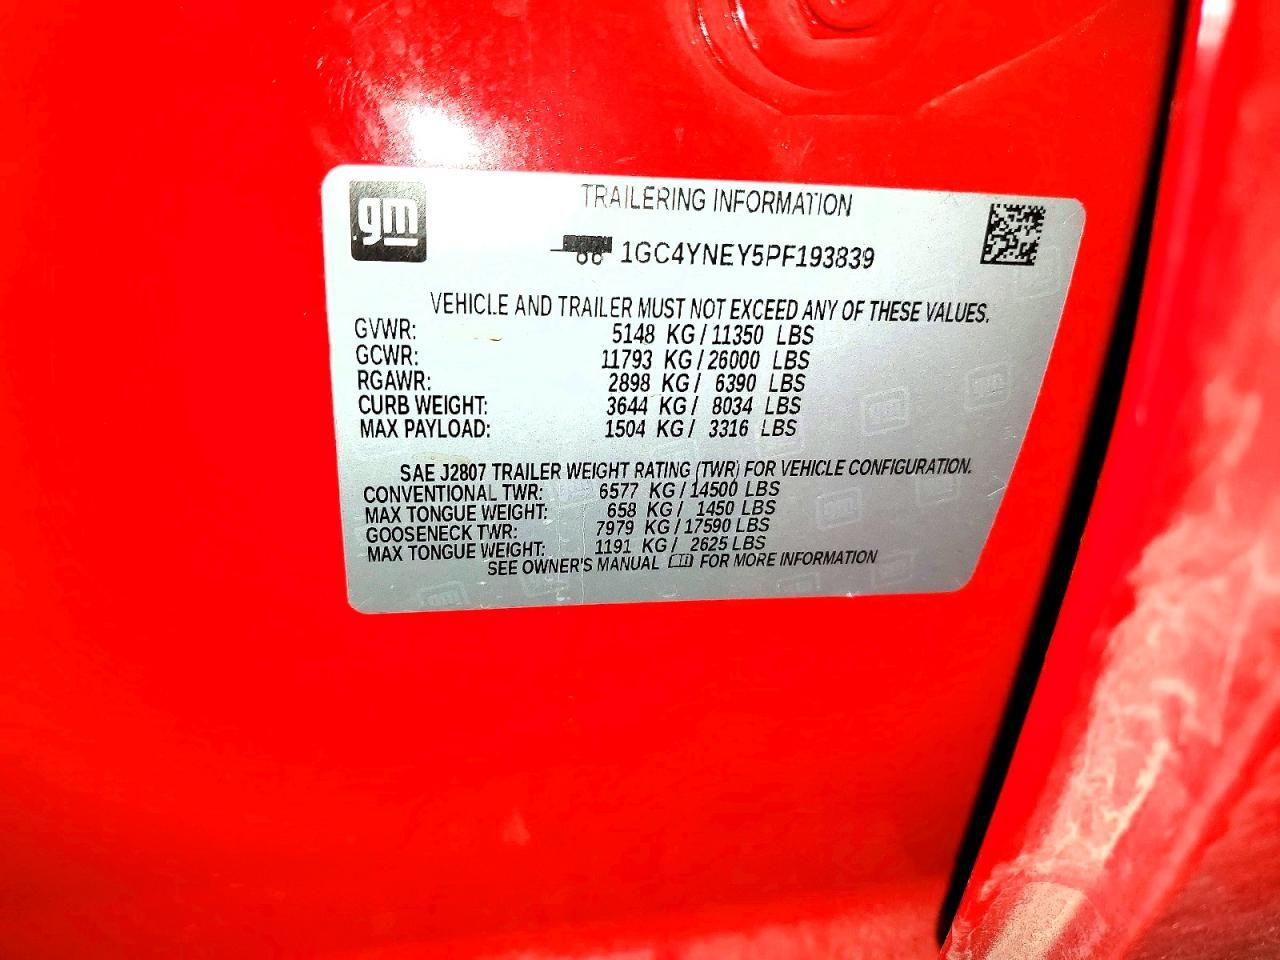 gm
TRAILERING INFORMATION
1GC4YNEY5PF193839
VEHICLE AND TRAILER MUST NOT EXCEED ANY OF THESE VALUES.
GVWR: 5148 KG / 11350 LBS
GCWR: 11793 KG / 26000 LBS
RGAWR: 2898 KG / 6390 LBS
CURB WEIGHT: 3644 KG / 8034 LBS
MAX PAYLOAD: 1504 KG / 3316 LBS
SAE J2807 TRAILER WEIGHT RATING (TWR) FOR VEHICLE CONFIGURATION.
CONVENTIONAL TWR: 6577 KG / 14500 LBS
MAX TONGUE WEIGHT: 658 KG / 1450 LBS
GOOSENECK TWR: 7979 KG / 17590 LBS
MAX TONGUE WEIGHT: 1191 KG / 2625 LBS
SEE OWNER'S MANUAL FOR MORE INFORMATION